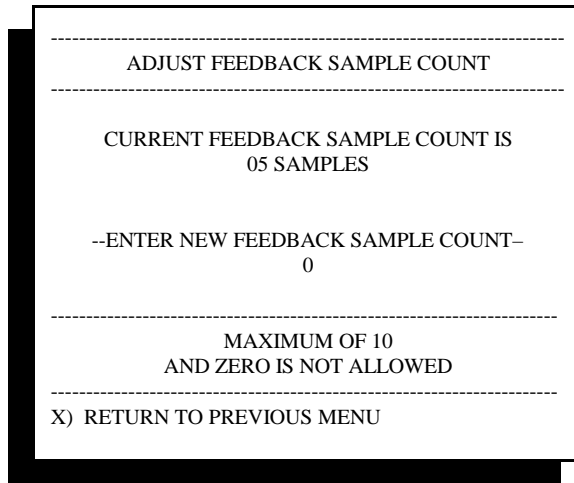 --------------------------------------------------------------------
ADJUST FEEDBACK SAMPLE COUNT
--------------------------------------------------------------------
CURRENT FEEDBACK SAMPLE COUNT IS
05 SAMPLES
--ENTER NEW FEEDBACK SAMPLE COUNT–
0
-------------------------------------------------------------------
MAXIMUM OF 10
AND ZERO IS NOT ALLOWED
-------------------------------------------------------------------
X) RETURN TO PREVIOUS MENU